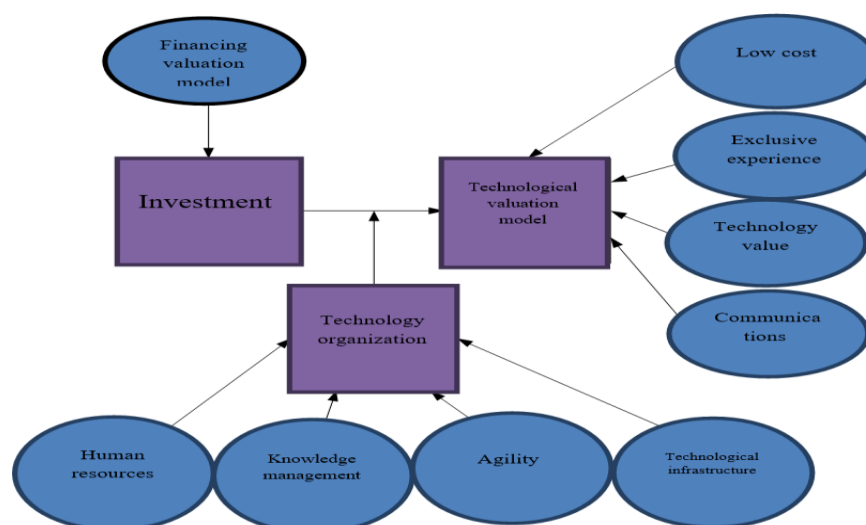 Financing
valuation
model
Low cost
Exclusive
experience
Investment
Technological
valuation
model
Technology
value
Communica
tions
Technology
organization
Human
resources
Knowledge
management
Agility
Technological
infrastructure